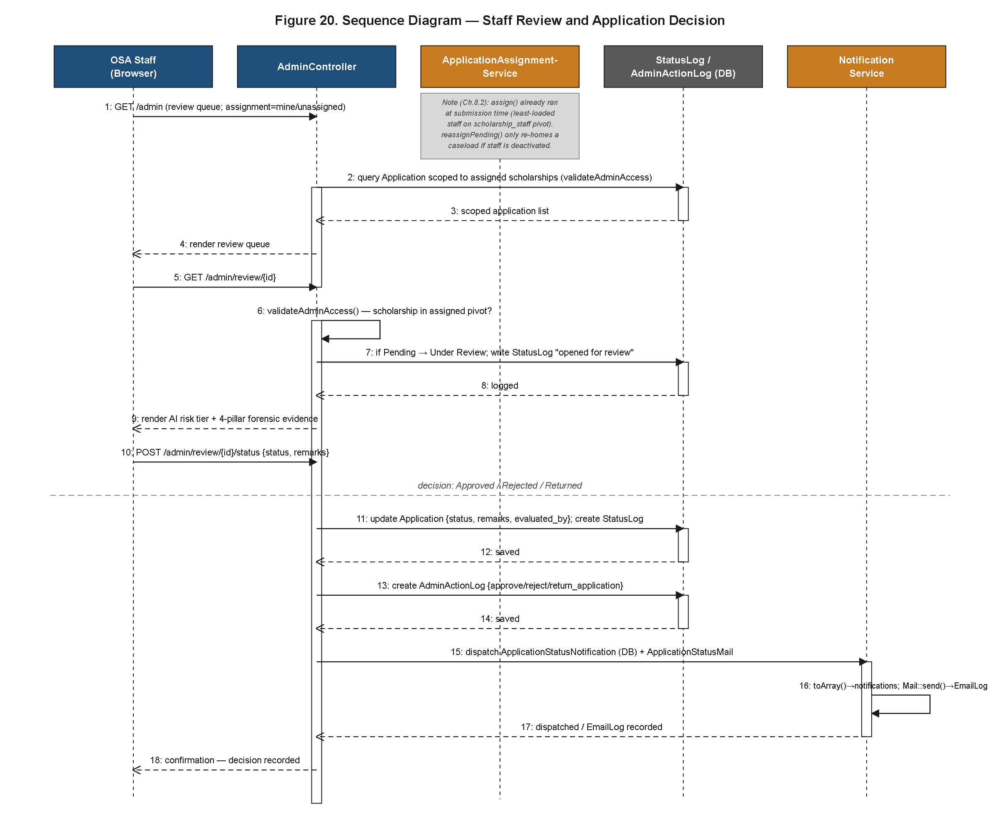 Figure 20. Sequence Diagram — Staff Review and Application Decision
OSA Staff
(Browser)
AdminController
ApplicationAssignment-
Service
StatusLog /
AdminActionLog (DB)
Notification
Service
1: GET /admin (review queue; assignment=mine/unassigned)
Note (Ch.8.2): assign() already ran
at submission time (least-loaded
staff on scholarship_staff pivot).
reassignPending() only re-homes a
caseload if staff is deactivated.
2: query Application scoped to assigned scholarships (validateAdminAccess)
3: scoped application list
4: render review queue
5: GET /admin/review/{id}
6: validateAdminAccess() — scholarship in assigned pivot?
7: if Pending → Under Review; write StatusLog "opened for review"
8: logged
9: render AI risk tier + 4-pillar forensic evidence
10: POST /admin/review/{id}/status {status, remarks}
decision: Approved / Rejected / Returned
11: update Application {status, remarks, evaluated_by}; create StatusLog
12: saved
13: create AdminActionLog {approve/reject/return_application}
14: saved
15: dispatch ApplicationStatusNotification (DB) + ApplicationStatusMail
16: toArray()→notifications; Mail::send()→EmailLog
17: dispatched / EmailLog recorded
18: confirmation — decision recorded